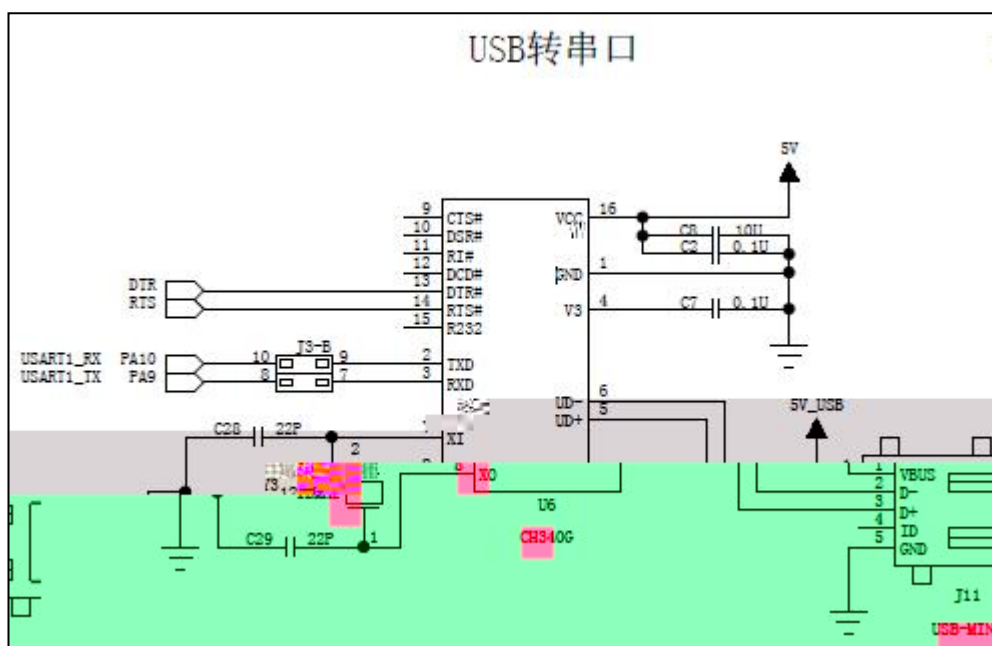 USB转串口
5V
9 CTS# VCC 16
10 DSR# C8 10U
11 RI# C2 0.1U
12 DCD# GND 1
DTR 13 DTR#
RTS 14 RTS# V3 4 C7 0.1U
15 R232
J3-B
USART1_RX PA10 10 9 2 TXD
USART1_TX PA9 8 7 3 RXD
UD- 6
UD+ 5
5V_USB
C28 22P XI
2
XO
1 VBUS
2 D-
3 D+
4 ID
5 GND
U6
C29 22P 1
CH340G
J11
USB-MIN